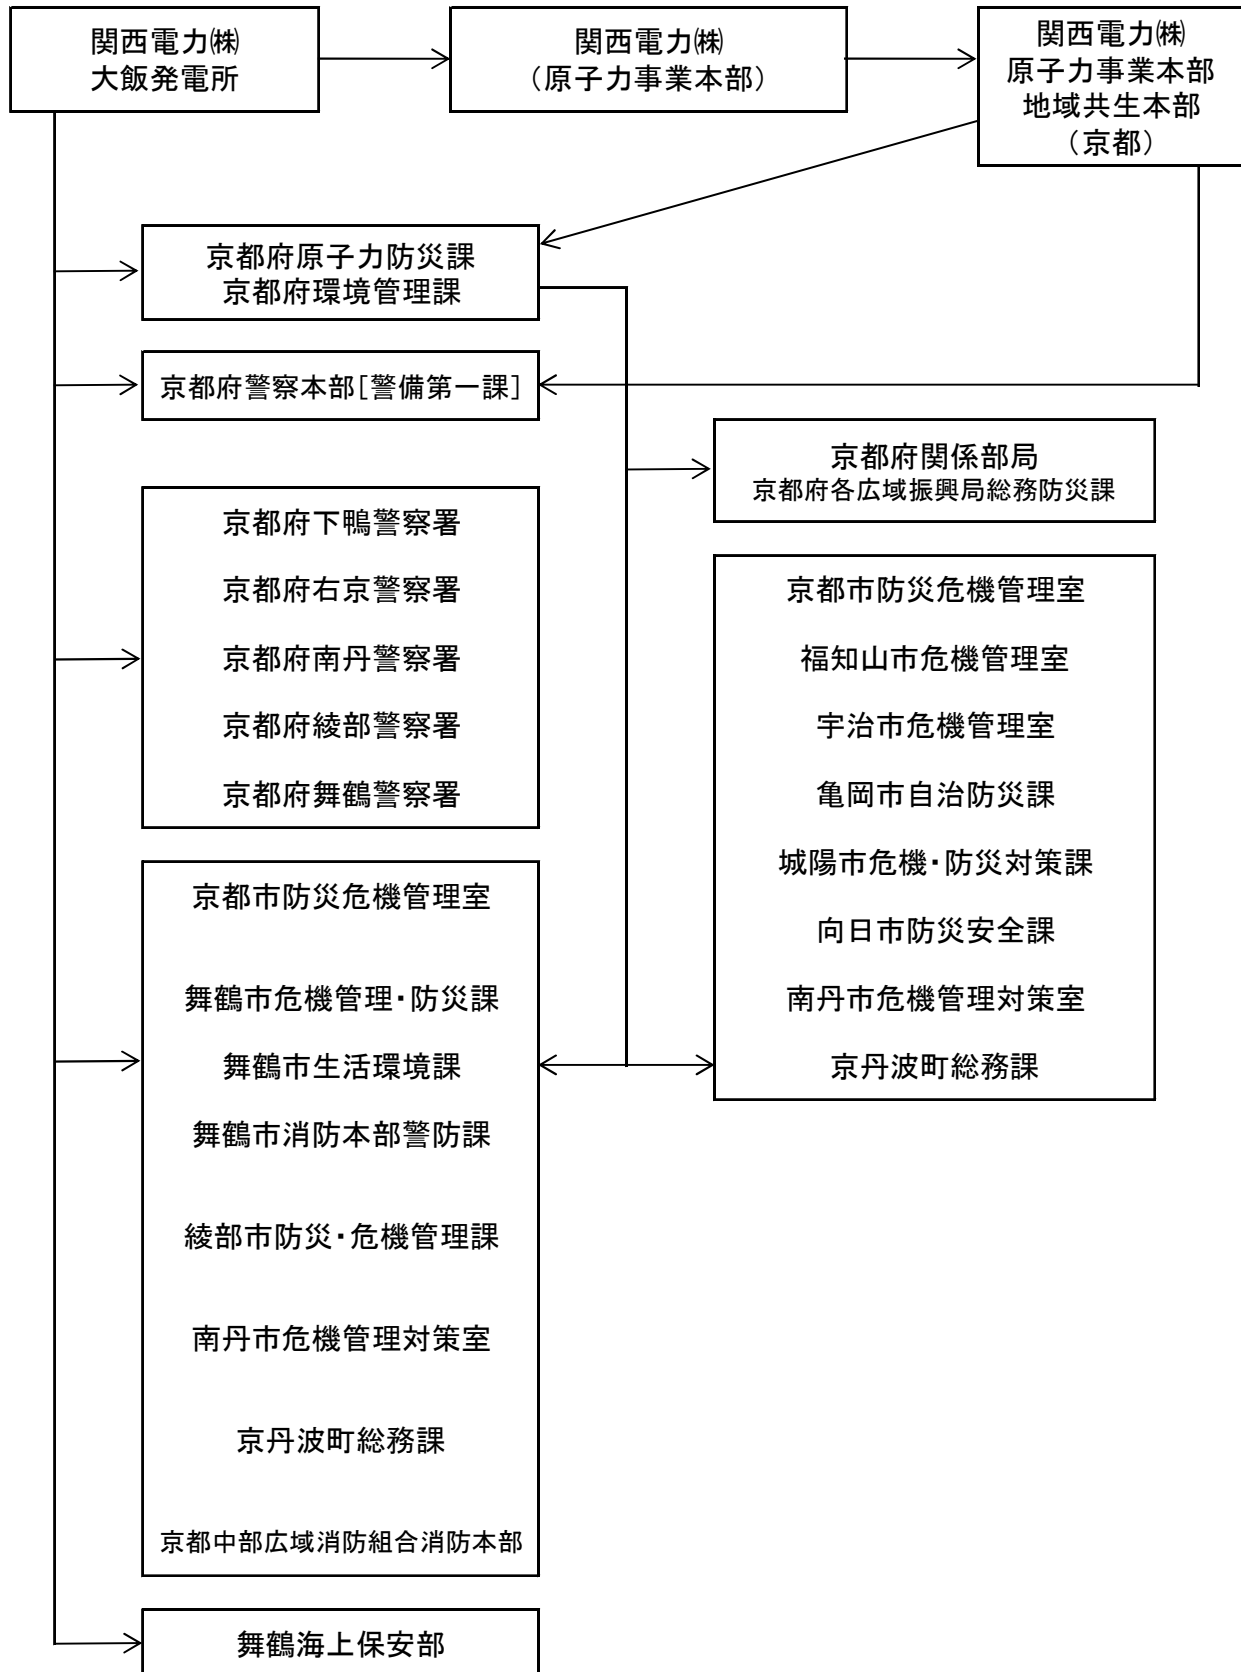 関西電力㈱
大飯発電所
関西電力㈱
（原子力事業本部）
関西電力㈱
原子力事業本部
地域共生本部
（京都）
京都府原子力防災課
京都府環境管理課
京都府警察本部[警備第一課]
京都府関係部局
京都府各広域振興局総務防災課
京都府下鴨警察署
京都府右京警察署
京都府南丹警察署
京都府綾部警察署
京都府舞鶴警察署
京都市防災危機管理室
福知山市危機管理室
宇治市危機管理室
亀岡市自治防災課
城陽市危機・防災対策課
向日市防災安全課
南丹市危機管理対策室
京丹波町総務課
京都市防災危機管理室
舞鶴市危機管理・防災課
舞鶴市生活環境課
舞鶴市消防本部警防課
綾部市防災・危機管理課
南丹市危機管理対策室
京丹波町総務課
京都中部広域消防組合消防本部
舞鶴海上保安部